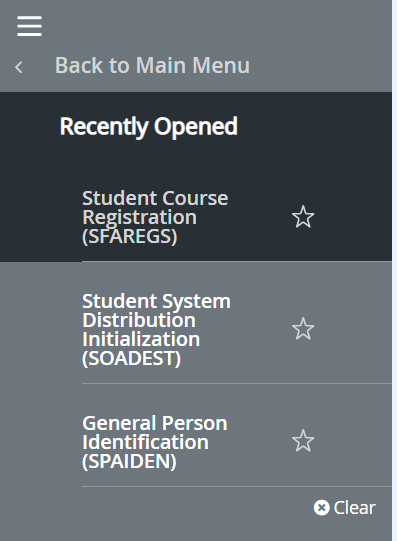 Back to Main Menu
Recently Opened
Student Course
Registration
(SFAREGS)
Student System
Distribution
Initialization
(SOADEST)
General Person
Identification
(SPAIDEN)
Clear